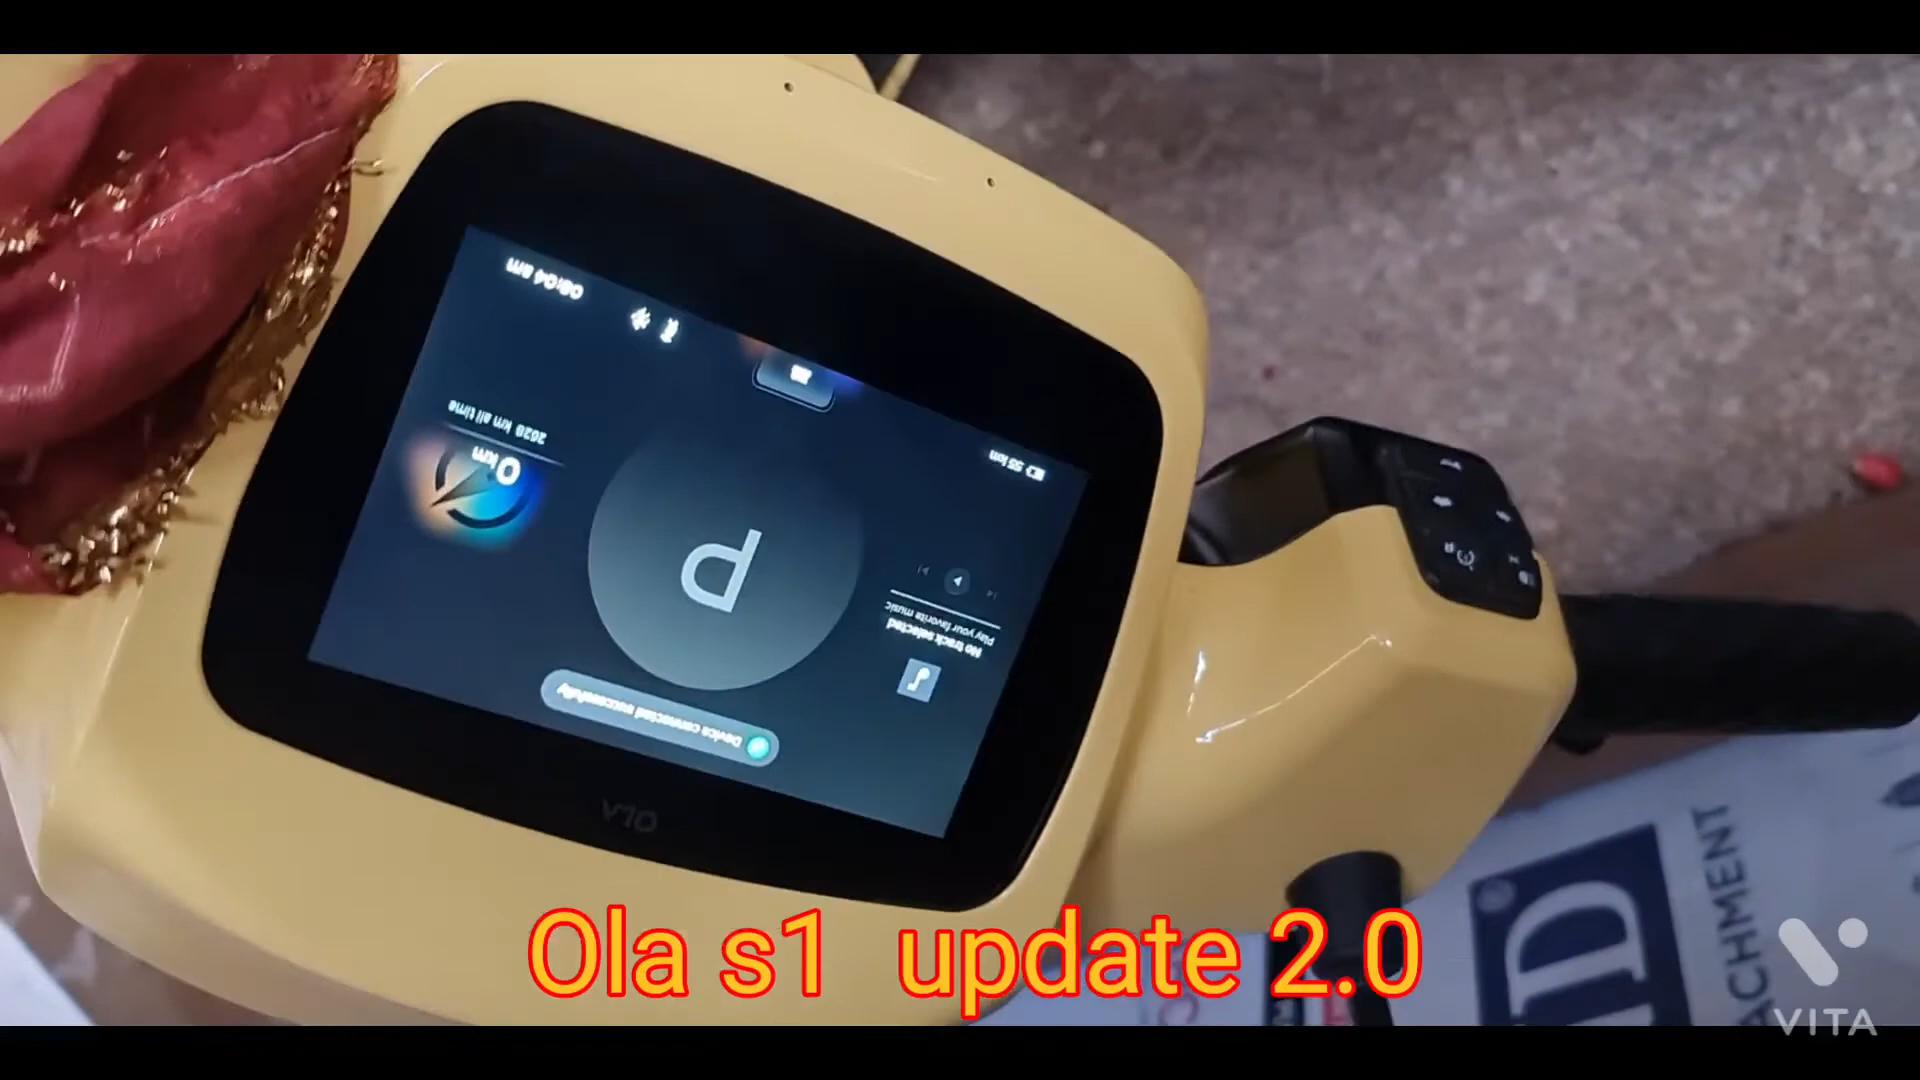 08:04 am
55 km
0 km
2628 km all time
P
No track selected
Play your favorite music
Device connected successfully
OLA
R
Ola s1 update 2.0
ACHMENT
D
VITA